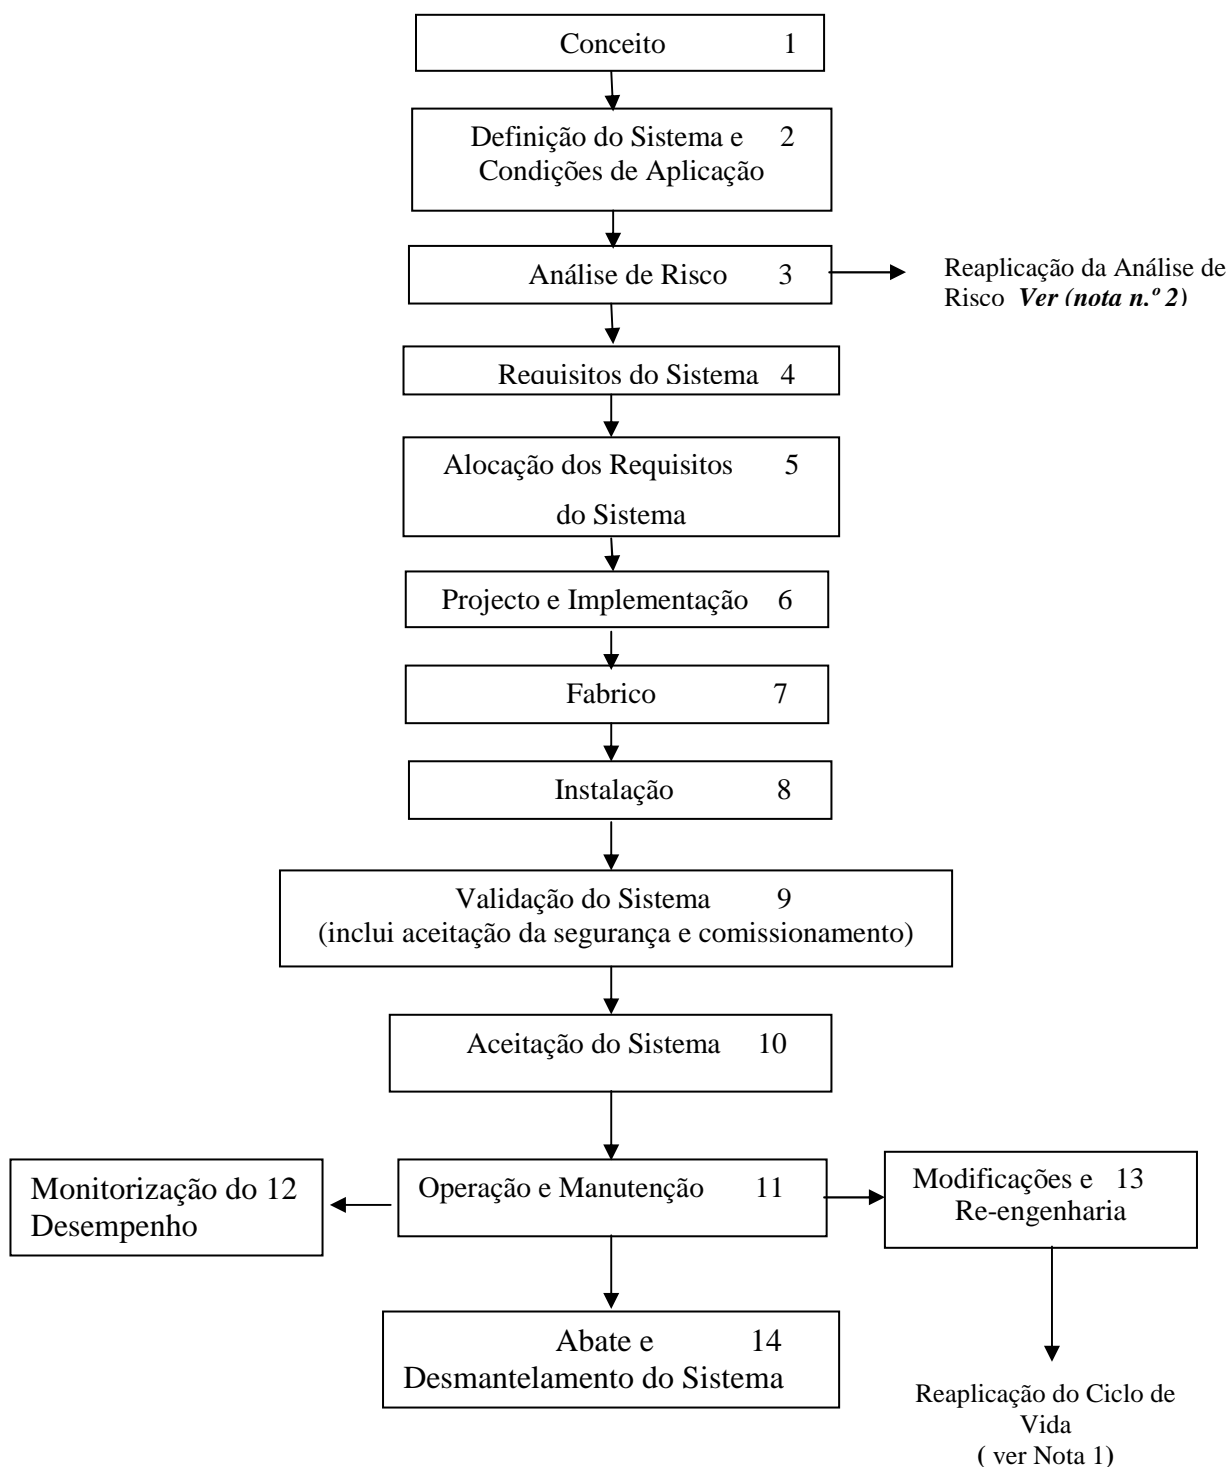 Conceito 1
Definição do Sistema e 2
Condições de Aplicação
Análise de Risco 3
Reaplicação da Análise de
Risco Ver (nota n.º 2)
Requisitos do Sistema 4
Alocação dos Requisitos 5
do Sistema
Projecto e Implementação 6
Fabrico 7
Instalação 8
Validação do Sistema 9
(inclui aceitação da segurança e comissionamento)
Aceitação do Sistema 10
Monitorização do 12
Desempenho
Operação e Manutenção 11
Modificações e 13
Re-engenharia
Abate e 14
Desmantelamento do Sistema
Reaplicação do Ciclo de
Vida
( ver Nota 1)